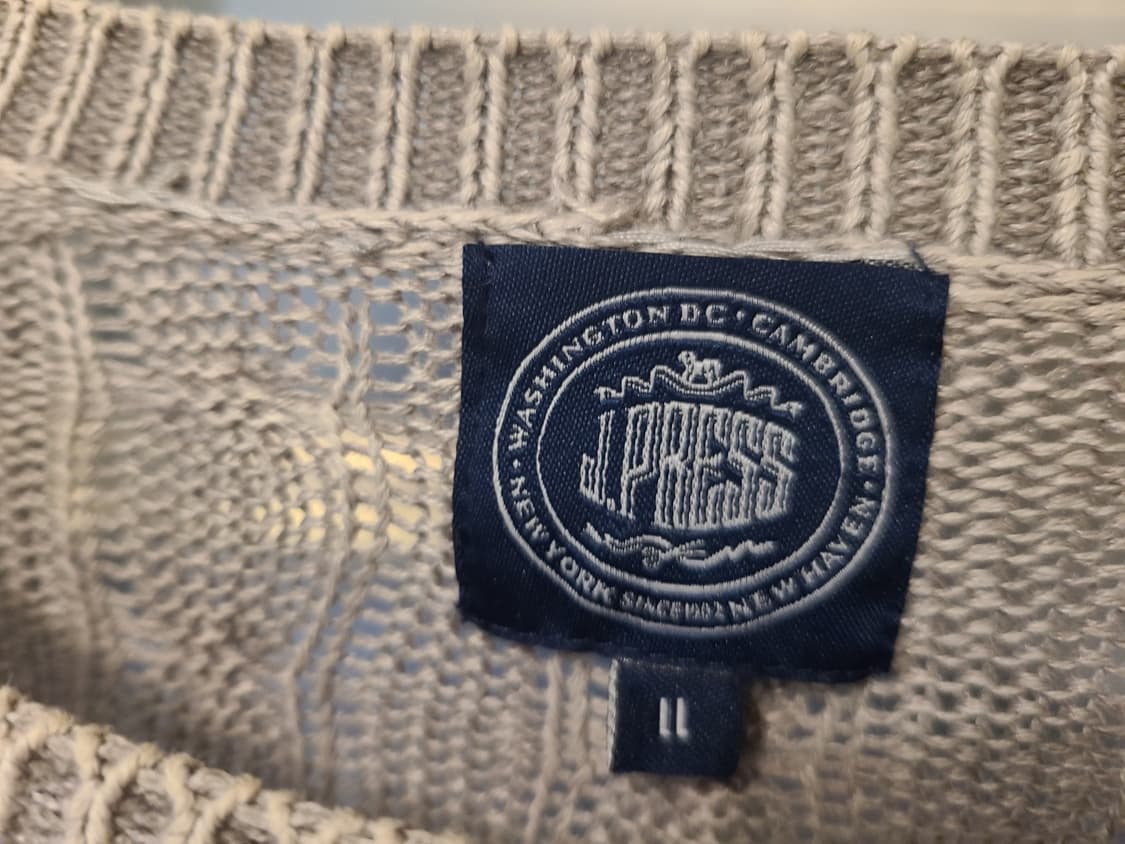 WASHINGTON DC • CAMBRIDGE • NEW HAVEN
• NEW YORK
SINCE 1902
J. PRESS
LL